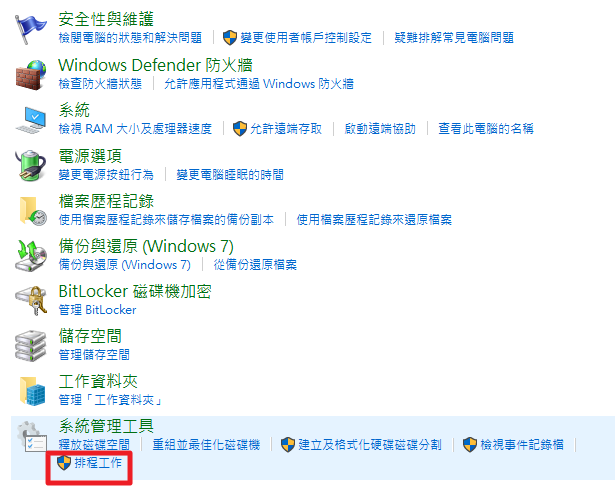 安全性與維護
檢閱電腦的狀態和解決問題 變更使用者帳戶控制設定 疑難排解常見電腦問題
Windows Defender 防火牆
檢查防火牆狀態 允許應用程式通過 Windows 防火牆
系統
檢視 RAM 大小及處理器速度 允許遠端存取 啟動遠端協助 查看此電腦的名稱
電源選項
變更電源按鈕行為 變更電腦睡眠的時間
檔案歷程記錄
使用檔案歷程記錄來儲存檔案的備份副本 使用檔案歷程記錄來還原檔案
備份與還原 (Windows 7)
備份與還原 (Windows 7) 從備份還原檔案
BitLocker 磁碟機加密
管理 BitLocker
儲存空間
管理儲存空間
工作資料夾
管理「工作資料夾」
系統管理工具
釋放磁碟空間 重組並最佳化磁碟機 建立及格式化硬碟磁碟分割 檢視事件記錄檔
排程工作